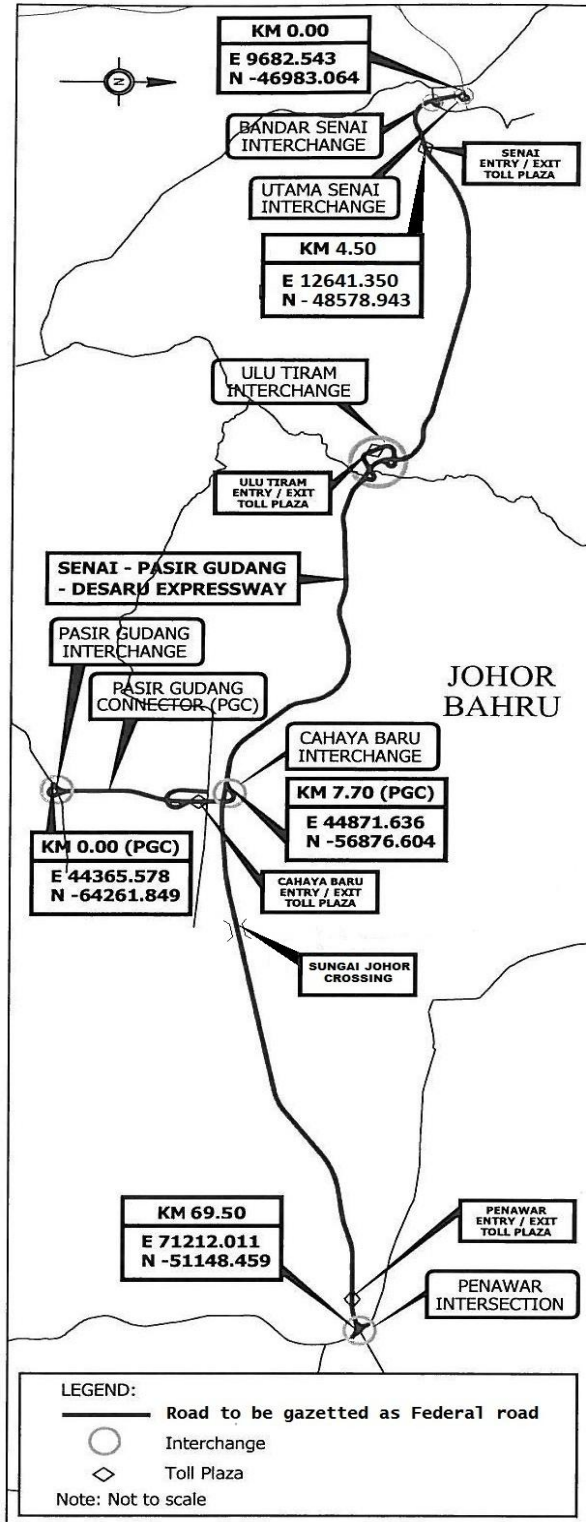 KM 0.00
E 9682.543
N -46983.064
N
BANDAR SENAI
INTERCHANGE
SENAI
ENTRY / EXIT
TOLL PLAZA
UTAMA SENAI
INTERCHANGE
KM 4.50
E 12641.350
N - 48578.943
ULU TIRAM
INTERCHANGE
ULU TIRAM
ENTRY / EXIT
TOLL PLAZA
SENAI - PASIR GUDANG
- DESARU EXPRESSWAY
PASIR GUDANG
INTERCHANGE
PASIR GUDANG
CONNECTOR (PGC)
JOHOR
BAHRU
CAHAYA BARU
INTERCHANGE
KM 7.70 (PGC)
E 44871.636
N -56876.604
KM 0.00 (PGC)
E 44365.578
N -64261.849
CAHAYA BARU
ENTRY / EXIT
TOLL PLAZA
SUNGAI JOHOR
CROSSING
KM 69.50
E 71212.011
N -51148.459
PENAWAR
ENTRY / EXIT
TOLL PLAZA
PENAWAR
INTERSECTION
LEGEND:
Road to be gazetted as Federal road
Interchange
Toll Plaza
Note: Not to scale